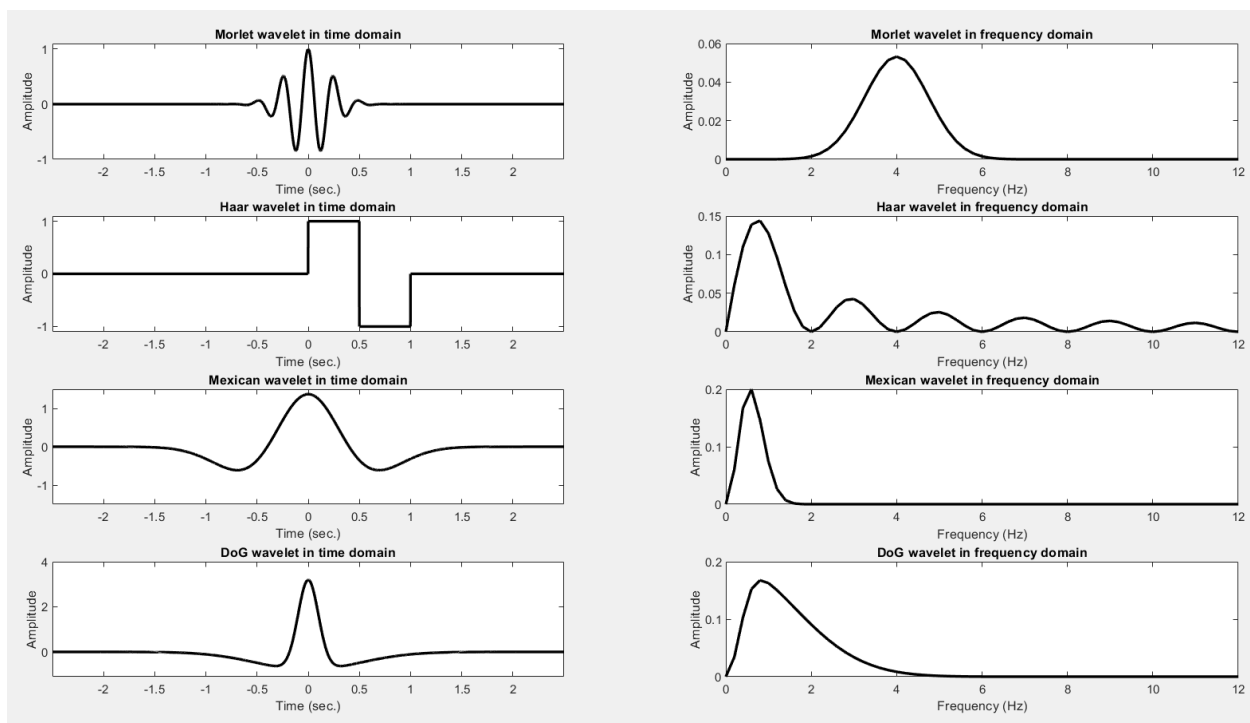 Morlet wavelet in time domain
1
0
-1
Amplitude
-2 -1.5 -1 -0.5 0 0.5 1 1.5 2
Time (sec.)
Morlet wavelet in frequency domain
0.06
0.04
0.02
0
Amplitude
0 2 4 6 8 10 12
Frequency (Hz)
Haar wavelet in time domain
1
0
-1
Amplitude
-2 -1.5 -1 -0.5 0 0.5 1 1.5 2
Time (sec.)
Haar wavelet in frequency domain
0.15
0.1
0.05
0
Amplitude
0 2 4 6 8 10 12
Frequency (Hz)
Mexican wavelet in time domain
1
0
-1
Amplitude
-2 -1.5 -1 -0.5 0 0.5 1 1.5 2
Time (sec.)
Mexican wavelet in frequency domain
0.2
0.1
0
Amplitude
0 2 4 6 8 10 12
Frequency (Hz)
DoG wavelet in time domain
4
2
0
Amplitude
-2 -1.5 -1 -0.5 0 0.5 1 1.5 2
Time (sec.)
DoG wavelet in frequency domain
0.2
0.1
0
Amplitude
0 2 4 6 8 10 12
Frequency (Hz)